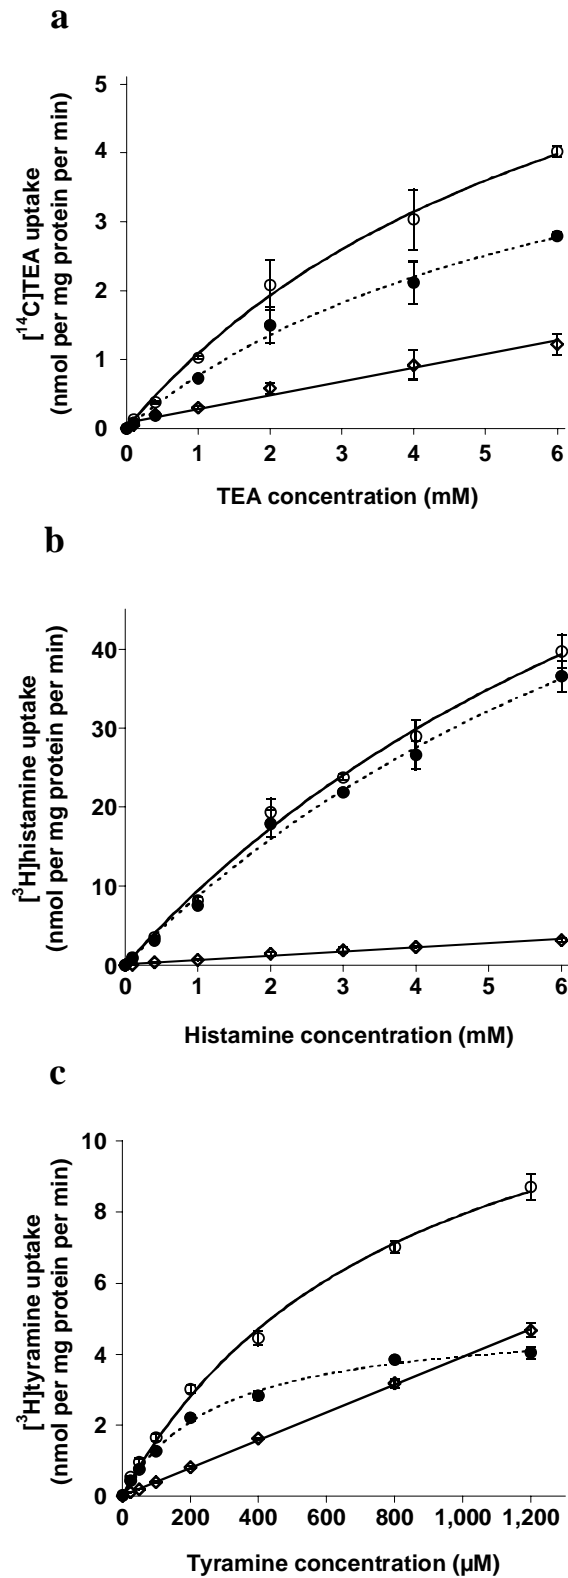 a
5
4
3
2
1
0
0 1 2 3 4 5 6
[¹⁴C]TEA uptake
(nmol per mg protein per min)
TEA concentration (mM)
b
40
30
20
10
0
0 1 2 3 4 5 6
[³H]histamine uptake
(nmol per mg protein per min)
Histamine concentration (mM)
c
10
8
6
4
2
0
0 200 400 600 800 1,000 1,200
[³H]tyramine uptake
(nmol per mg protein per min)
Tyramine concentration (µM)